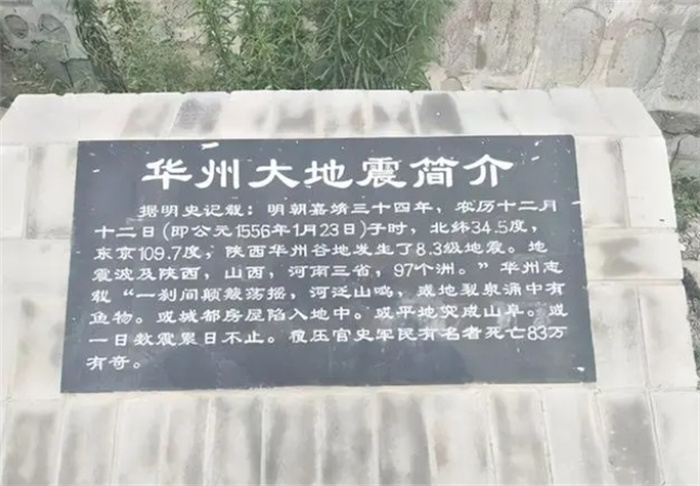 华州大地震简介
据明史记载：明朝嘉靖三十四年，农历十二月
十二日(即公元1556年1月23日)子时，北纬34.5度，
东京109.7度，陕西华州谷地发生了8.3级地震。地
震波及陕西，山西，河南三省，97个洲。”华州志
载“一刹间颠簸荡摇，河泛山鸣，或地裂泉涌中有
鱼物。或城都房屋陷入地中。或平地突成山阜。或
一日数震累日不止。覆压官史军民有名者死亡83万
有奇。